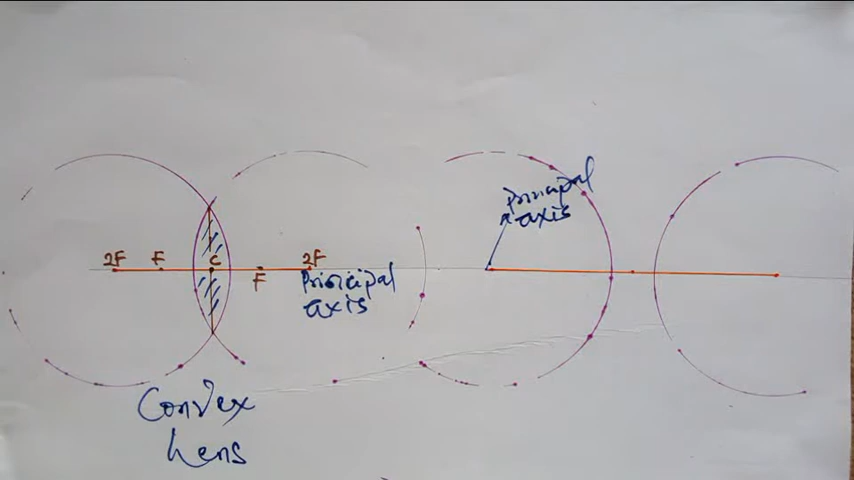 2F F C 2F
F
Principal
axis
Principal
axis
Convex
Lens